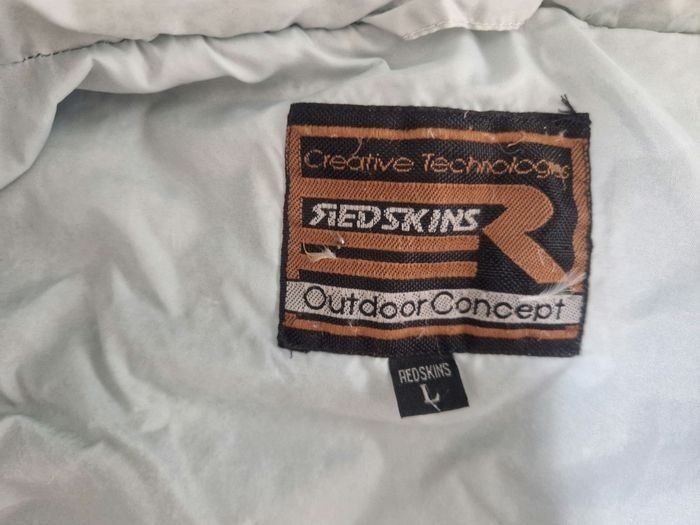 Creative Technologies
REDSKINS
Outdoor Concept
REDSKINS
L